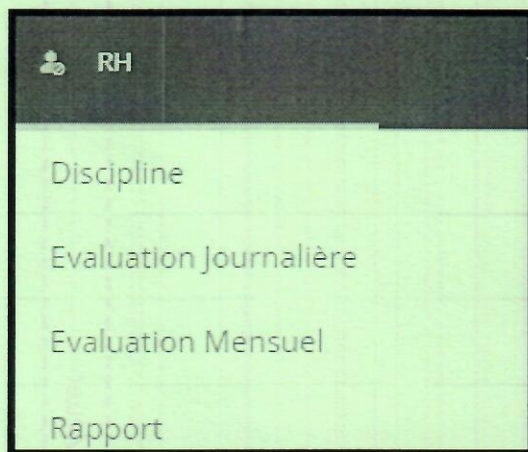 RH
Discipline
Evaluation Journalière
Evaluation Mensuel
Rapport